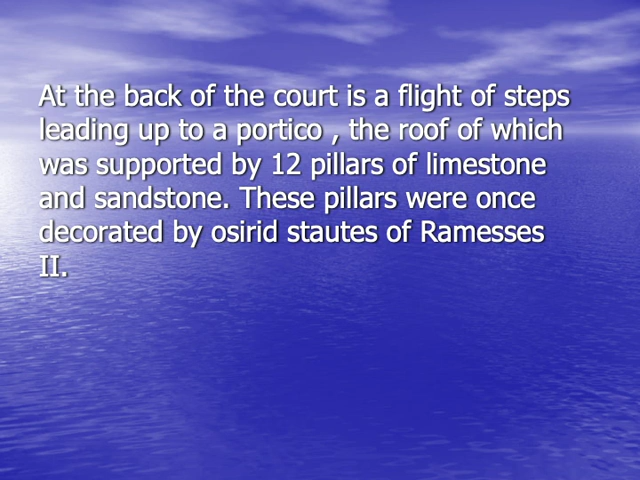 At the back of the court is a flight of steps
leading up to a portico , the roof of which
was supported by 12 pillars of limestone
and sandstone. These pillars were once
decorated by osirid stautes of Ramesses
II.